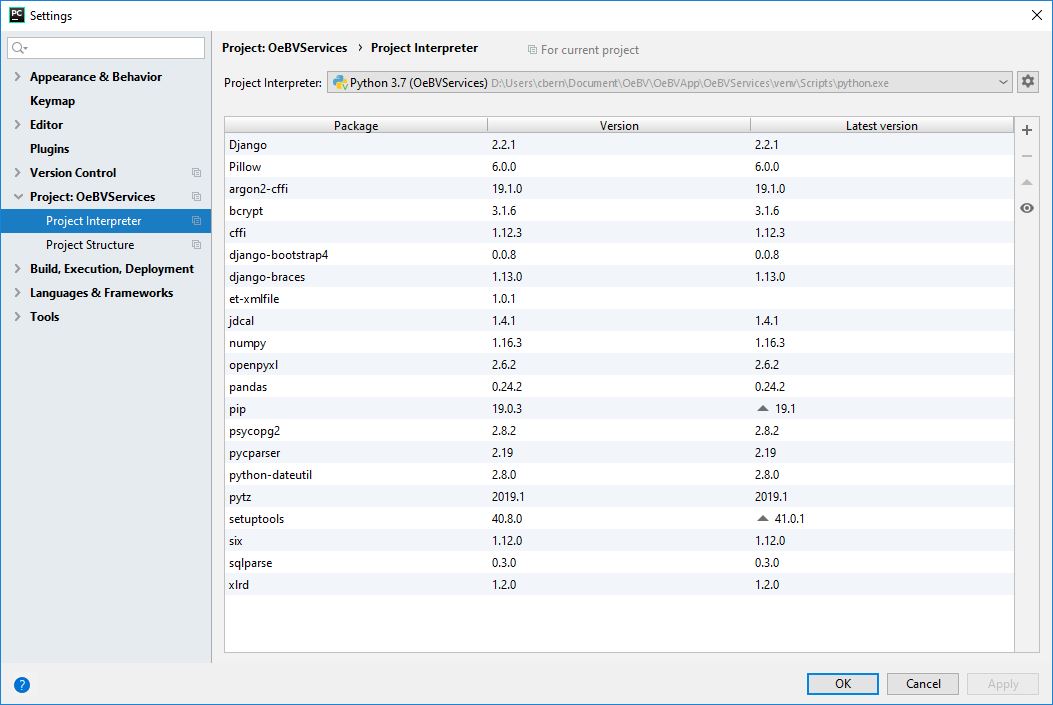 PC Settings
Project: OeBVServices › Project Interpreter For current project
Project Interpreter: Python 3.7 (OeBVServices) D:\Users\cbern\Document\OeBV\OeBVApp\OeBVServices\venv\Scripts\python.exe
Appearance & Behavior
Keymap
Editor
Plugins
Version Control
Project: OeBVServices
Project Interpreter
Project Structure
Build, Execution, Deployment
Languages & Frameworks
Tools
Package Version Latest version
Django 2.2.1 2.2.1
Pillow 6.0.0 6.0.0
argon2-cffi 19.1.0 19.1.0
bcrypt 3.1.6 3.1.6
cffi 1.12.3 1.12.3
django-bootstrap4 0.0.8 0.0.8
django-braces 1.13.0 1.13.0
et-xmlfile 1.0.1
jdcal 1.4.1 1.4.1
numpy 1.16.3 1.16.3
openpyxl 2.6.2 2.6.2
pandas 0.24.2 0.24.2
pip 19.0.3 19.1
psycopg2 2.8.2 2.8.2
pycparser 2.19 2.19
python-dateutil 2.8.0 2.8.0
pytz 2019.1 2019.1
setuptools 40.8.0 41.0.1
six 1.12.0 1.12.0
sqlparse 0.3.0 0.3.0
xlrd 1.2.0 1.2.0
? OK Cancel Apply